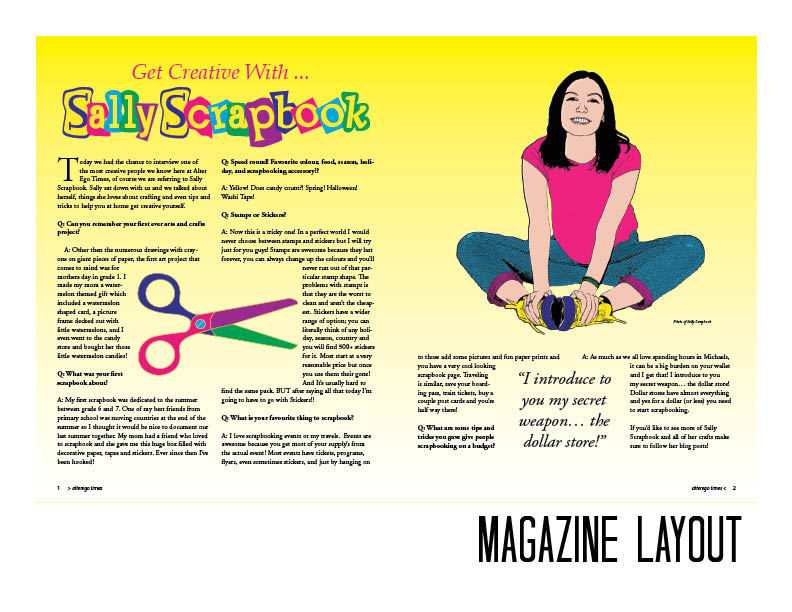 Get Creative With ...
Sally Scrapbook
Today we had the chance to interview one of
the most creative people we know here at Alter
Ego Times, of course we are referring to Sally
Scrapbook. Sally sat down with us and we talked about
herself, things she loves about crafting and even tips and
tricks to help you at home get creative yourself.
Q: Can you remember your first ever arts and crafts
project?
A: Other then the numerous drawings with cray-
ons on giant pieces of paper, the first art project that
comes to mind was for
mothers day in grade 1. I
made my mom a water-
melon themed gift which
included a watermelon
shaped card, a picture
frame decked out with
little watermelons, and I
even went to the candy
store and bought her those
little watermelon candies!
Q: What was your first
scrapbook about?
A: My first scrapbook was dedicated to the summer
between grade 6 and 7. One of my best friends from
primary school was moving countries at the end of the
summer so I thought it would be nice to document our
last summer together. My mom had a friend who loved
to scrapbook and she gave me this huge box filled with
decorative paper, tapes and stickers. Ever since then I've
been hooked!!
Q: Speed round! Favourite colour, food, season, holi-
day, and scrapbooking accessory!?
A: Yellow! Does candy count?! Spring! Halloween!
Washi Tape!
Q: Stamps or Stickers?
A: Now this is a tricky one! In a perfect world I would
never choose between stamps and stickers but I will try
just for you guys! Stamps are awesome because they last
forever, you can always change up the colours and you'll
never run out of that par-
ticular stamp shape. The
problems with stamps is
that they are the worst to
clean and aren't the cheap-
est. Stickers have a wider
range of option; you can
literally think of any holi-
day, season, country and
you will find 500+ stickers
for it. Most start at a very
reasonable price but once
you use them their gone!
And It's usually hard to
find the same pack. BUT after saying all that today I'm
going to have to go with Stickers!!
Q: What is your favourite thing to scrapbook?
A: I love scrapbooking events or my travels. Events are
awesome because you get most of your supply's from
the actual event! Most events have tickets, programs,
flyers, even sometimes stickers, and just by hanging on
Photo of Sally Scrapbook
to those add some pictures and fun paper prints and
you have a very cool looking
scrapbook page. Traveling
is similar, save your board-
ing pass, train tickets, buy a
couple post cards and you're
half way there!
Q: What are some tips and
tricks you gave give people
scrapbooking on a budget?
"I introduce to
you my secret
weapon… the
dollar store!"
A: As much as we all love spending hours in Michaels,
it can be a big burden on your wallet
and I get that! I introduce to you
my secret weapon… the dollar store!
Dollar stores have almost everything
and yes for a dollar (or less) you need
to start scrapbooking.
If you'd like to see more of Sally
Scrapbook and all of her crafts make
sure to follow her blog posts!
1 > alterego times
alterego times < 2
MAGAZINE LAYOUT